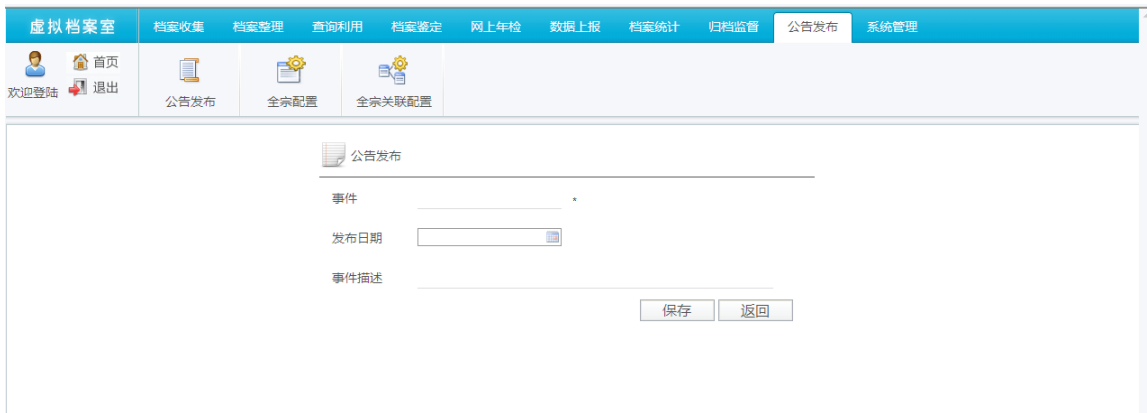 虚拟档案室 档案收集 档案整理 查询利用 档案鉴定 网上年检 数据上报 档案统计 归档监督 公告发布 系统管理
首页
欢迎登陆 退出
公告发布 全宗配置 全宗关联配置
公告发布
事件 *
发布日期
事件描述
保存 返回